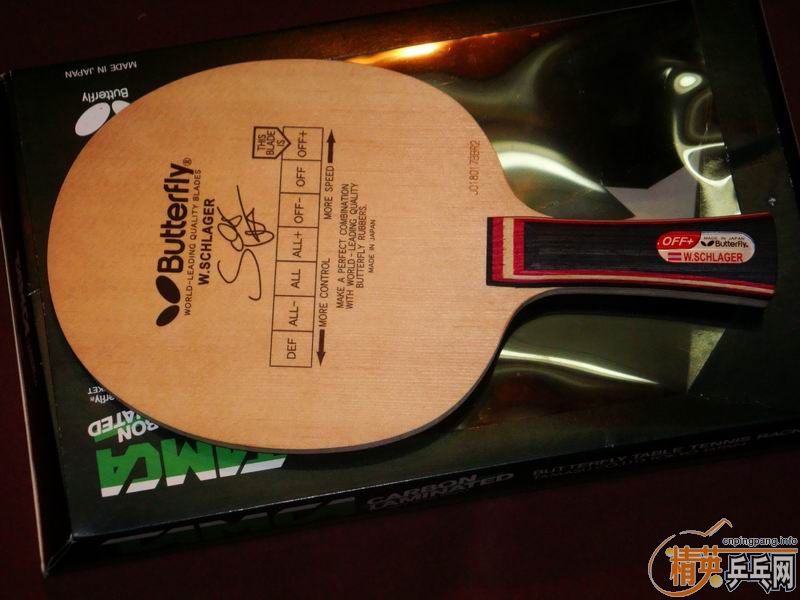 MADE IN JAPAN
Butterfly
Butterfly®
WORLD-LEADING QUALITY BLADES
W.SCHLAGER
THIS
BLADE
IS
DEF ALL- ALL ALL+ OFF- OFF OFF+
MORE CONTROL MORE SPEED
MAKE A PERFECT COMBINATION
WITH WORLD-LEADING QUALITY
BUTTERFLY RUBBERS.
MADE IN JAPAN
OFF+
MADE IN JAPAN
Butterfly.
W.SCHLAGER
TAMCA
CARBON
LAMINATED
BUTTERFLY TABLE TENNIS
cnpingpang.info
精英乒乓网